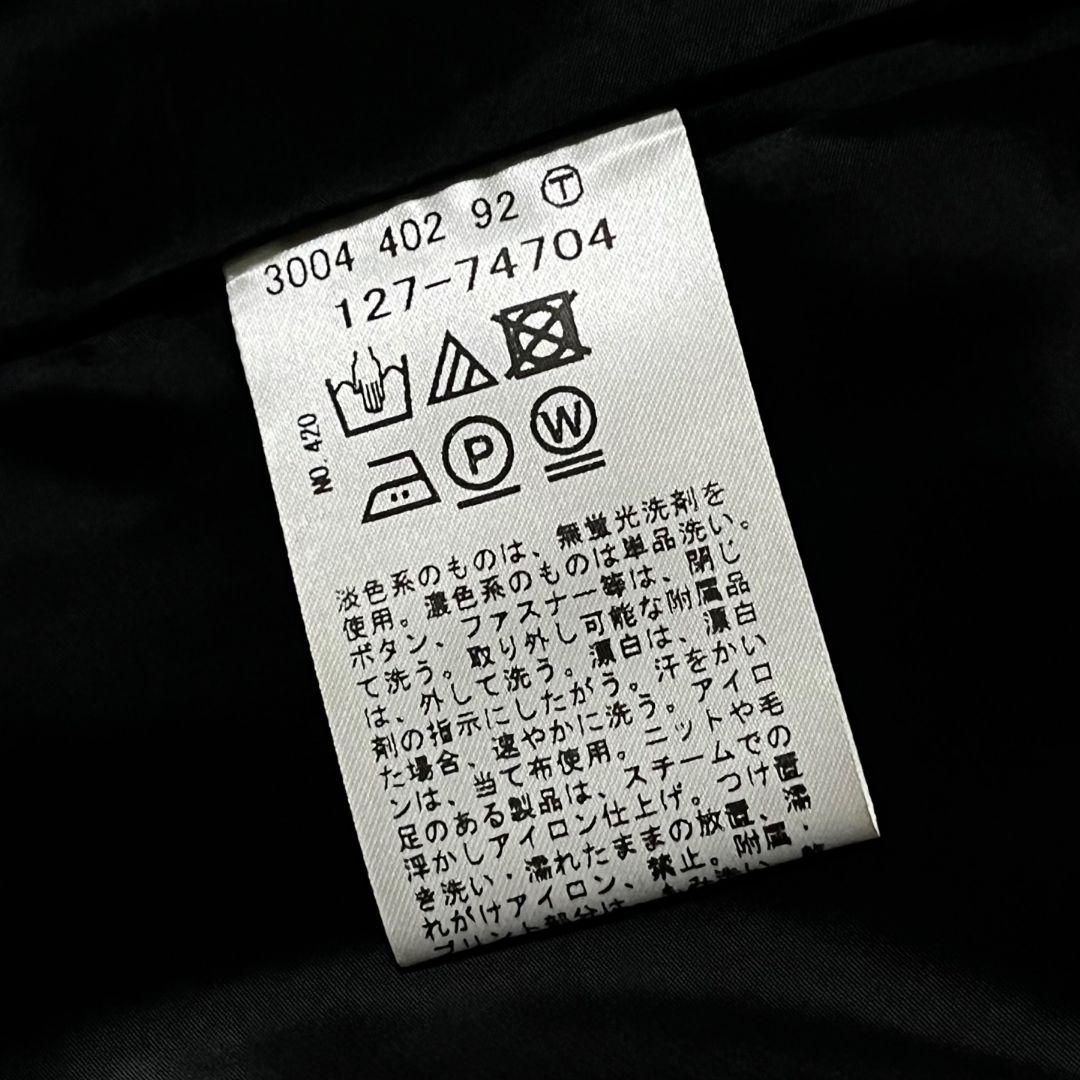 3004 402 92 Ⓣ
127-74704
NO. 420
P
W
淡色系のものは、無蛍光洗剤を
使用。濃色系のものは単品洗い。
ボタン、ファスナー等は、閉じ
て洗う。取り外し可能な附属品
は、外して洗う。漂白は、漂白
剤の指示にしたがう。汗をかい
た場合、速やかに洗う。アイロ
ンは、当て布使用。ニットや毛
足のある製品は、スチームでの
浮かしアイロン仕上げ。つけ置
き洗い・濡れたままの放置、濡
れがけアイロン、禁止。附属・
プリント部分は、